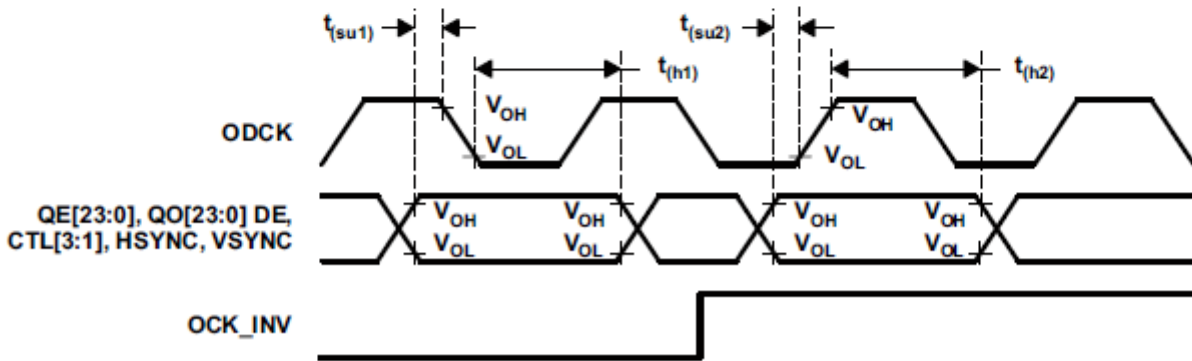 t(su1)
t(su2)
t(h1)
t(h2)
ODCK
VOH
VOL
VOH
VOL
QE[23:0], QO[23:0] DE,
CTL[3:1], HSYNC, VSYNC
VOH VOH VOH VOH
VOL VOL VOL VOL
OCK_INV